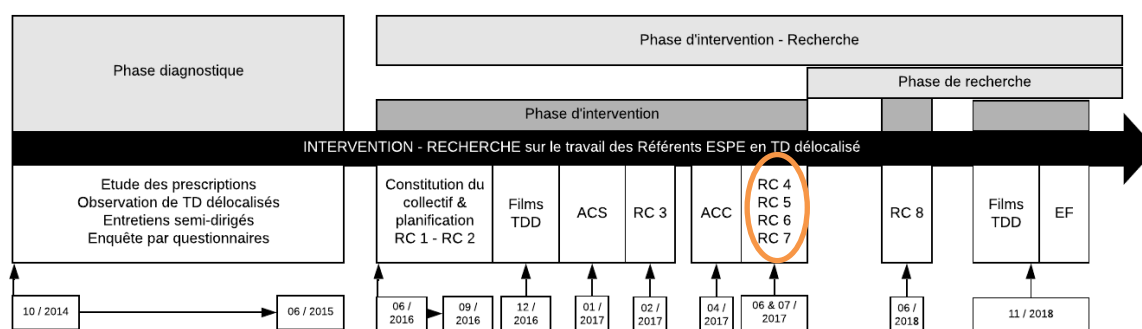 Phase d'intervention - Recherche
Phase diagnostique
Phase de recherche
Phase d'intervention
INTERVENTION - RECHERCHE sur le travail des Référents ESPE en TD délocalisé
Etude des prescriptions
Observation de TD délocalisés
Entretiens semi-dirigés
Enquête par questionnaires
Constitution du
collectif &
planification
RC 1 - RC 2
Films
TDD
ACS
RC 3
ACC
RC 4
RC 5
RC 6
RC 7
RC 8
Films
TDD
EF
10 / 2014
06 / 2015
06 /
2016
09 /
2016
12 /
2016
01 /
2017
02 /
2017
04 /
2017
06 & 07 /
2017
06 /
2018
11 / 2018